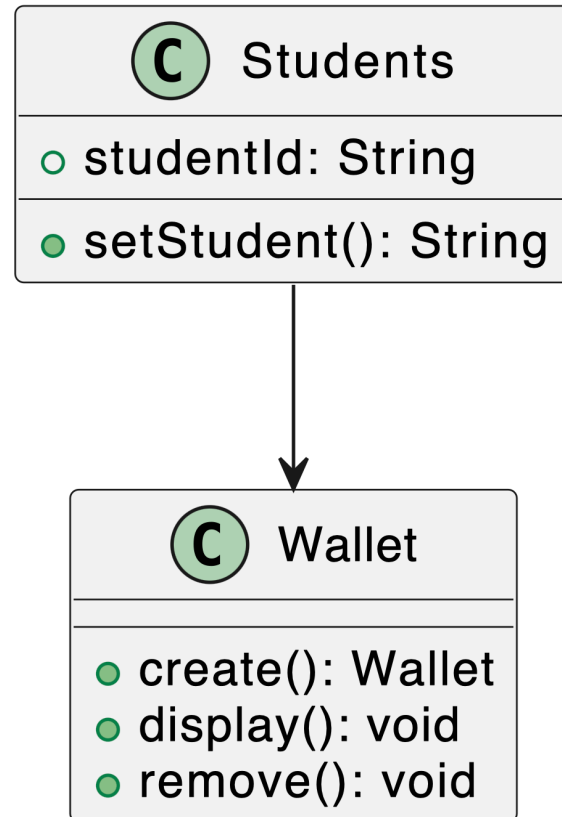 C Students
studentId: String
setStudent(): String
C Wallet
create(): Wallet
display(): void
remove(): void